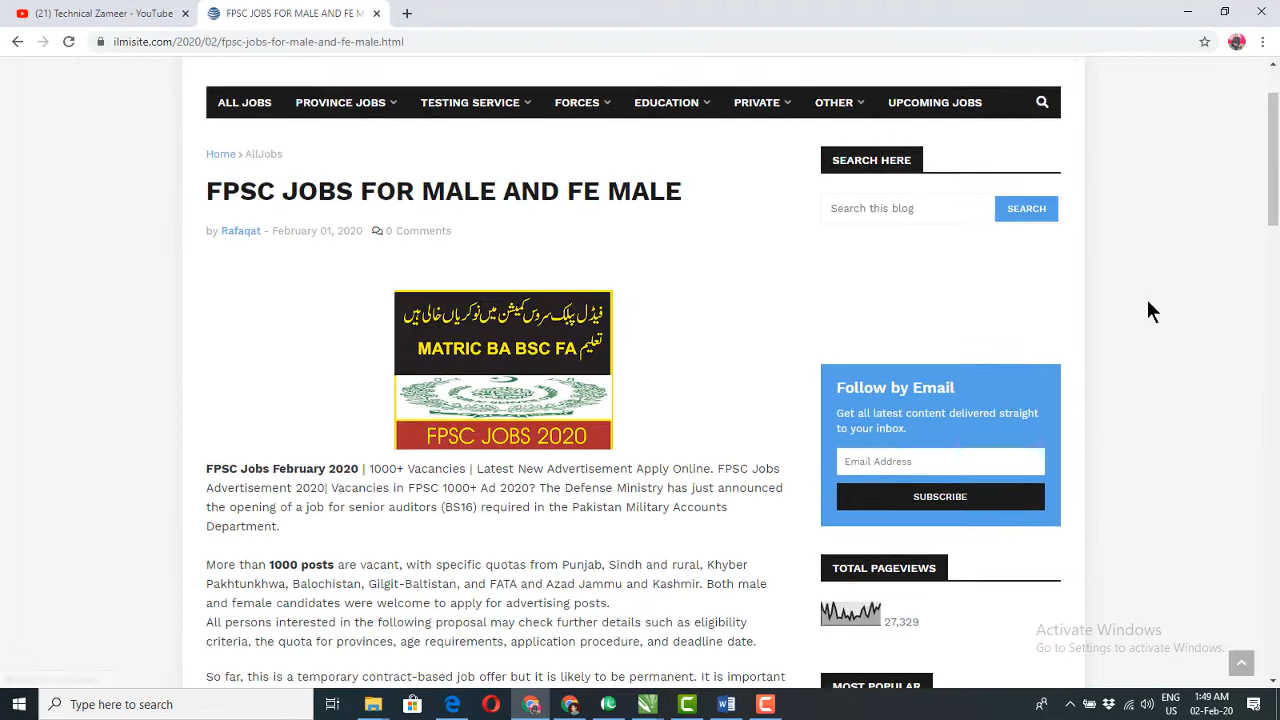 (21) Technical Zameer - YouTube
FPSC JOBS FOR MALE AND FE M
ilmisite.com/2020/02/fpsc-jobs-for-male-and-fe-male.html
ALL JOBS PROVINCE JOBS TESTING SERVICE FORCES EDUCATION PRIVATE OTHER UPCOMING JOBS
Home > AllJobs
FPSC JOBS FOR MALE AND FE MALE
by Rafaqat - February 01, 2020 0 Comments
SEARCH HERE
Search this blog SEARCH
فیڈل پبلک سروس کمیشن میں نوکریاں خالی ہیں
MATRIC BA BSC FA تعلیم
FPSC JOBS 2020
FPSC Jobs February 2020 | 1000+ Vacancies | Latest New Advertisement Apply Online. FPSC Jobs
Advertisement 2020| Vacancies in FPSC 1000+ Ad 2020? The Defense Ministry has just announced
the opening of a job for senior auditors (BS16) required in the Pakistan Military Accounts
Department.
More than 1000 posts are vacant, with specific quotas from Punjab, Sindh and rural, Khyber
Pakhtunkhwa, Balochistan, Gilgit-Baltistan, and FATA and Azad Jammu and Kashmir. Both male
and female candidates were welcome to apply for advertising posts.
All persons interested in the following proposal may check further details such as eligibility
criteria, the quota for provinces, age requirements, application procedure, and deadline date.
So far, this is a temporary contract-based job offer but it is likely to be permanent. It is important
Follow by Email
Get all latest content delivered straight
to your inbox.
Email Address
SUBSCRIBE
TOTAL PAGEVIEWS
27,329
MOST POPULAR
Activate Windows
Go to Settings to activate Windows.
Type here to search
ENG
US
1:49 AM
02-Feb-20